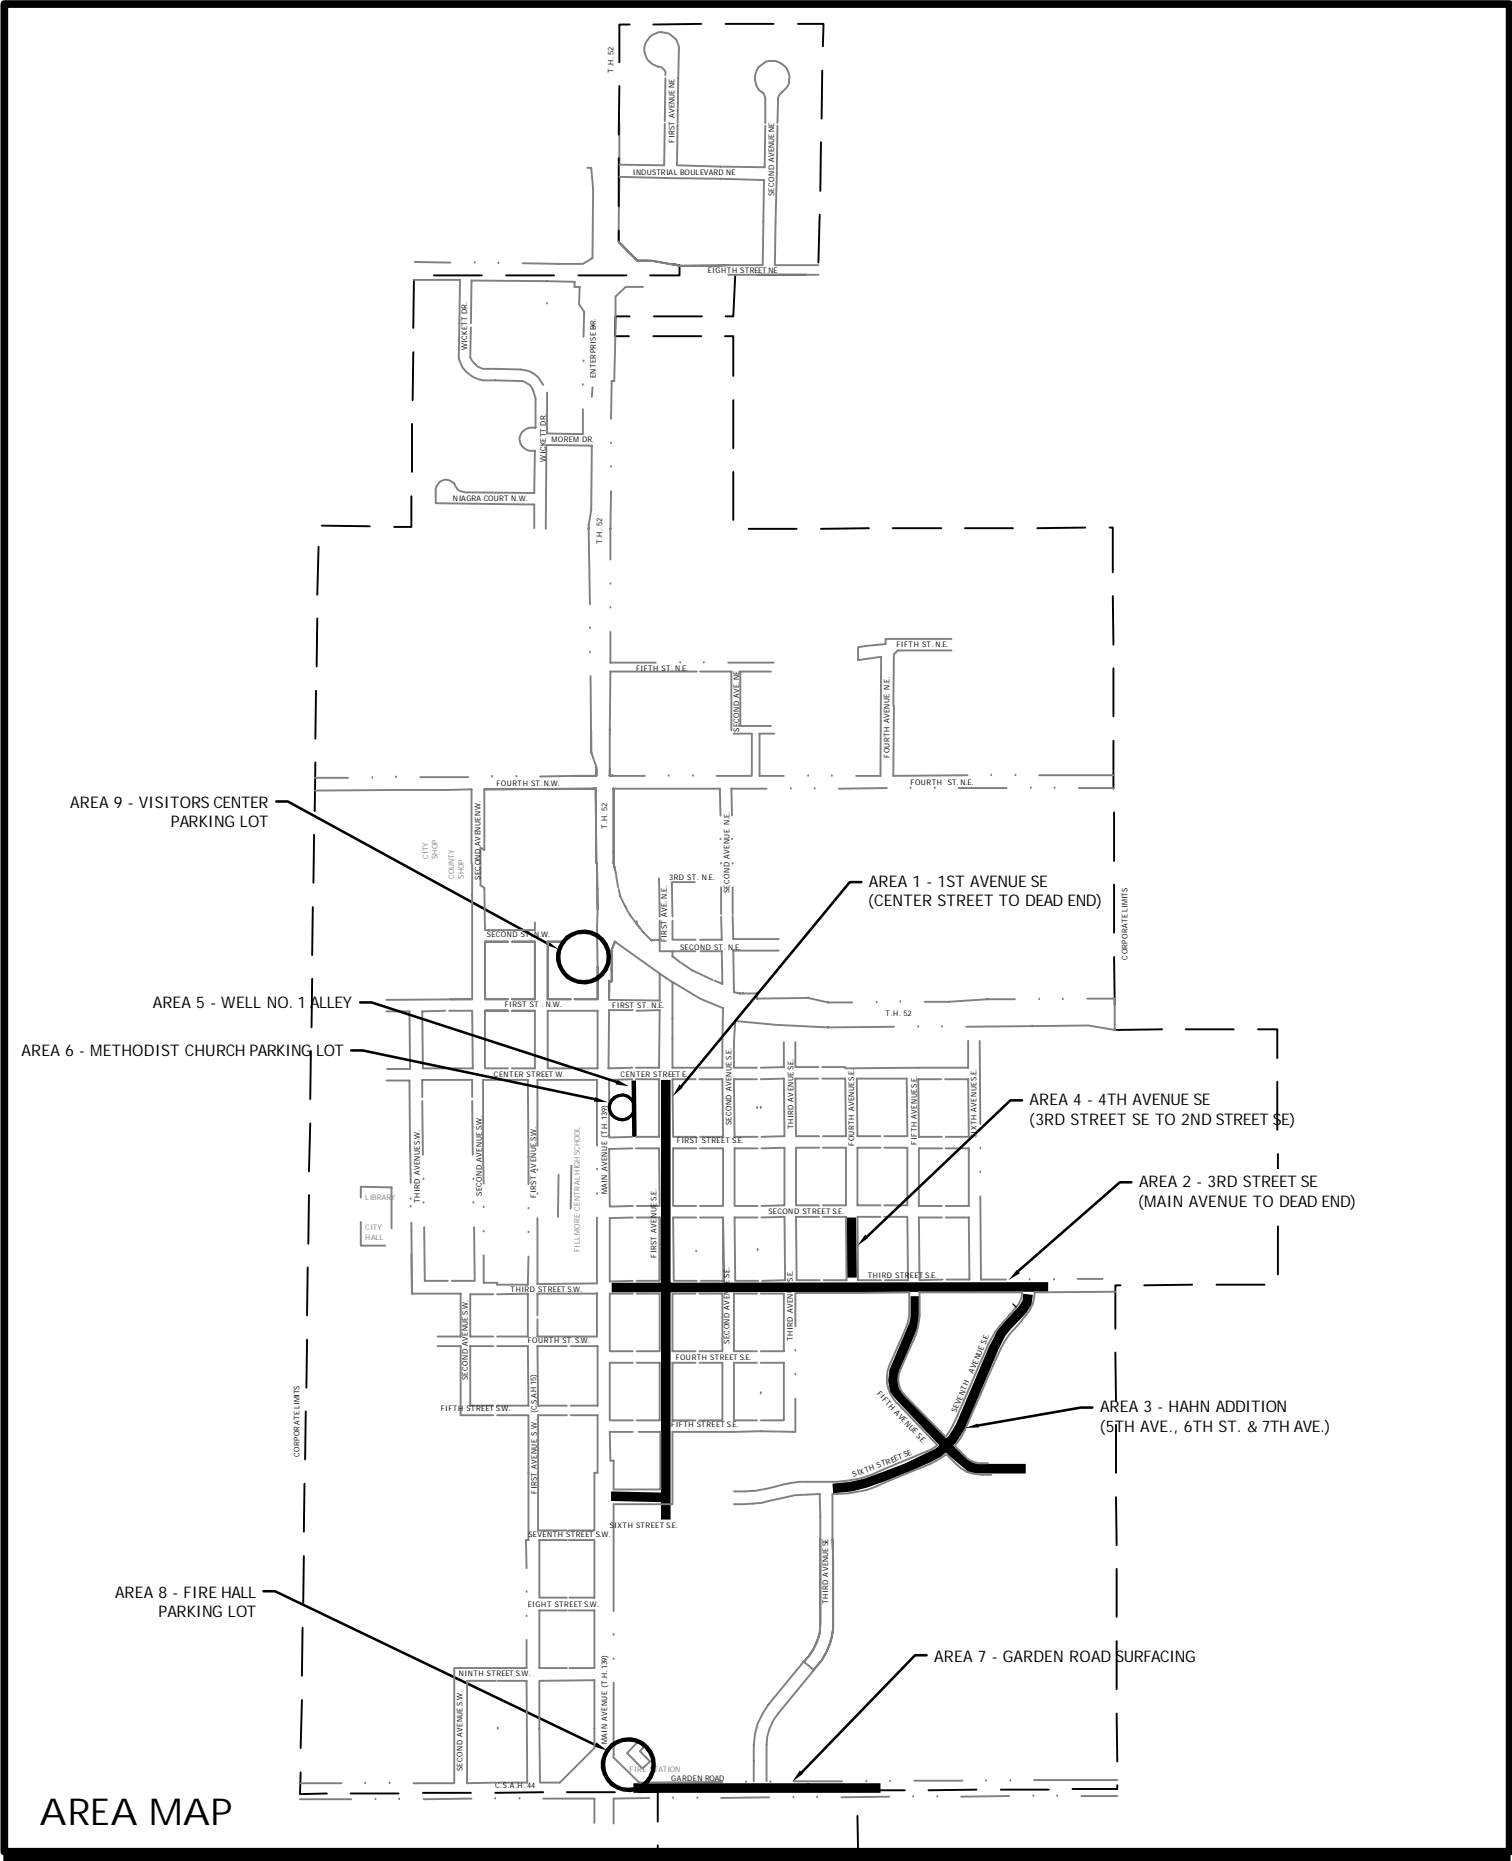 T.H. 52
FIRST AVENUE NE
SECOND AVENUE NE
INDUSTRIAL BOULEVARD NE
EIGHTH STREET NE
WICKETT DR.
ENTERPRISE DR.
WICKETT DR.
MOREM DR.
NIAGRA COURT N.W.
T.H. 52
FIFTH ST. N.E.
FIFTH ST. N.E.
SECOND AVE. NE
FOURTH AVENUE N.E.
FOURTH ST. N.W.
FOURTH ST. N.E.
AREA 9 - VISITORS CENTER
PARKING LOT
T.H. 52
SECOND AVENUE N.W.
SECOND AVENUE N.E.
CITY
SHOP
COUNTY
SHOP
3RD ST. N.E.
FIRST AVE. N.E.
AREA 1 - 1ST AVENUE SE
(CENTER STREET TO DEAD END)
CORPORATE LIMITS
SECOND ST. N.W.
SECOND ST. N.E.
AREA 5 - WELL NO. 1 ALLEY
FIRST ST. N.W.
FIRST ST. N.E.
T.H. 52
AREA 6 - METHODIST CHURCH PARKING LOT
CENTER STREET W.
CENTER STREET E.
SECOND AVENUE S.E.
THIRD AVENUE S.E.
FOURTH AVENUE S.E.
FIFTH AVENUE S.E.
SIXTH AVENUE S.E.
AREA 4 - 4TH AVENUE SE
(3RD STREET SE TO 2ND STREET SE)
FIRST STREET S.E.
THIRD AVENUE S.W.
SECOND AVENUE S.W.
FIRST AVENUE S.W.
FILLMORE CENTRAL HIGH SCHOOL
MAIN AVENUE (T.H. 139)
FIRST AVENUE S.E.
LIBRARY
CITY
HALL
AREA 2 - 3RD STREET SE
(MAIN AVENUE TO DEAD END)
SECOND STREET S.E.
THIRD STREET S.E.
THIRD STREET S.W.
SECOND AVENUE S.E.
THIRD AVENUE S.E.
SECOND AVENUE S.W.
FOURTH ST. S.W.
FOURTH STREET S.E.
CORPORATE LIMITS
FIFTH STREET S.W.
FIRST AVENUE S.W. (C.S.A.H 15)
FIFTH STREET S.E.
FIFTH AVENUE S.E.
SEVENTH AVENUE S.E.
AREA 3 - HAHN ADDITION
(5TH AVE., 6TH ST. & 7TH AVE.)
SIXTH STREET SE
SIXTH STREET S.E.
SEVENTH STREET S.W.
THIRD AVENUE SE
AREA 8 - FIRE HALL
PARKING LOT
EIGHT STREET S.W.
NINTH STREET S.W.
SECOND AVENUE S.W.
MAIN AVENUE (T.H. 139)
AREA 7 - GARDEN ROAD SURFACING
FIRE STATION
GARDEN ROAD
C.S.A.H. 44
AREA MAP